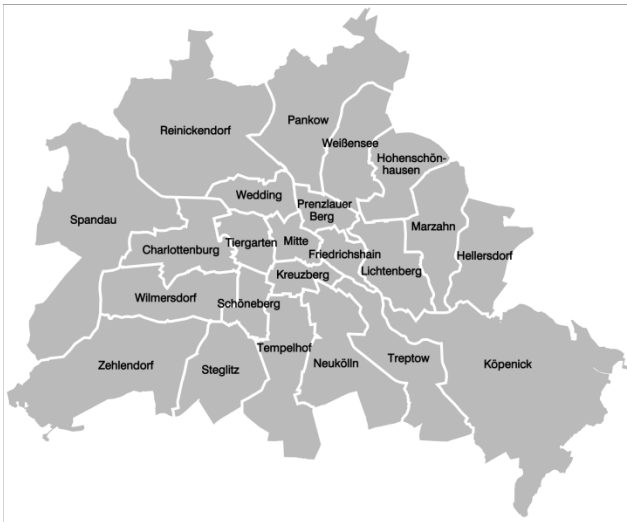 Reinickendorf
Pankow
Weißensee
Hohenschön-
hausen
Wedding
Prenzlauer
Berg
Spandau
Marzahn
Charlottenburg
Tiergarten
Mitte
Friedrichshain
Hellersdorf
Lichtenberg
Kreuzberg
Wilmersdorf
Schöneberg
Tempelhof
Zehlendorf
Steglitz
Neukölln
Treptow
Köpenick